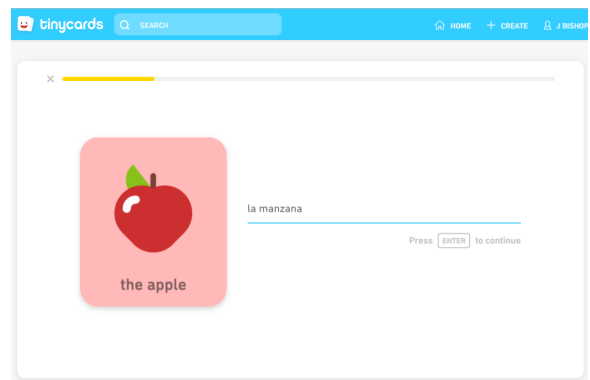 tinycards SEARCH HOME + CREATE J BISHOP
la manzana
Press ENTER to continue
the apple